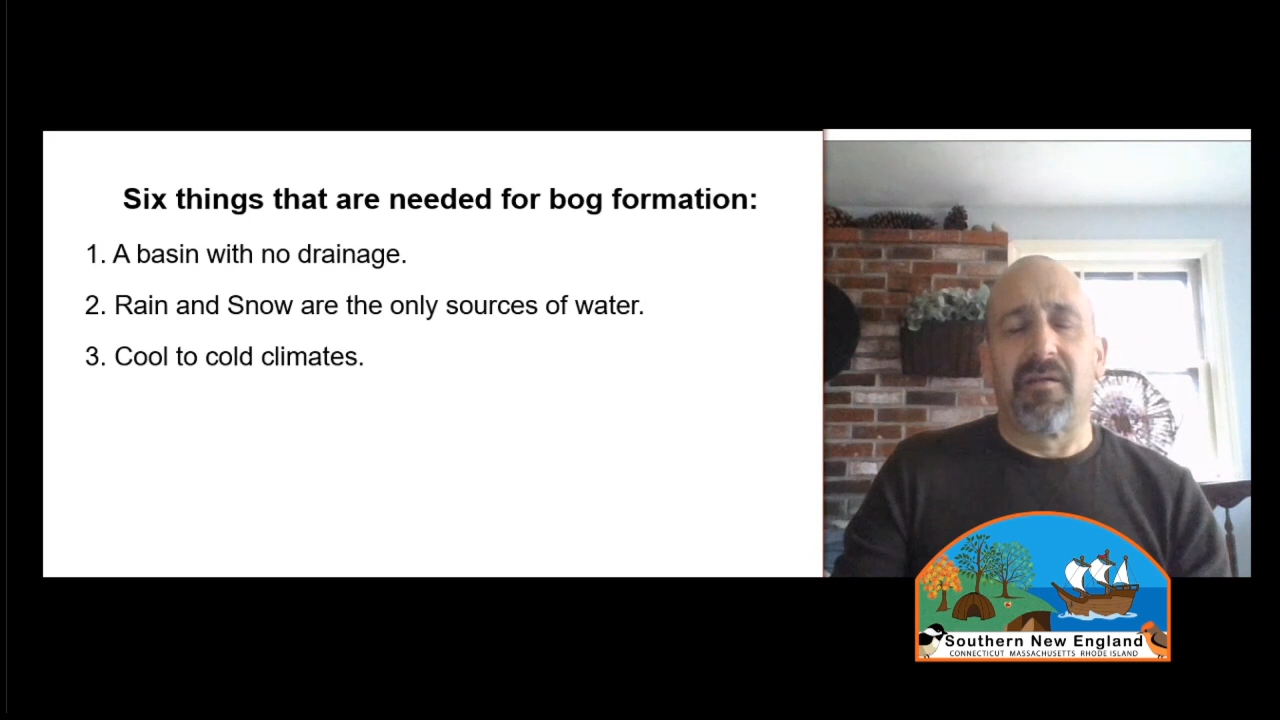 Six things that are needed for bog formation:
1. A basin with no drainage.
2. Rain and Snow are the only sources of water.
3. Cool to cold climates.
Southern New England
CONNECTICUT MASSACHUSETTS RHODE ISLAND